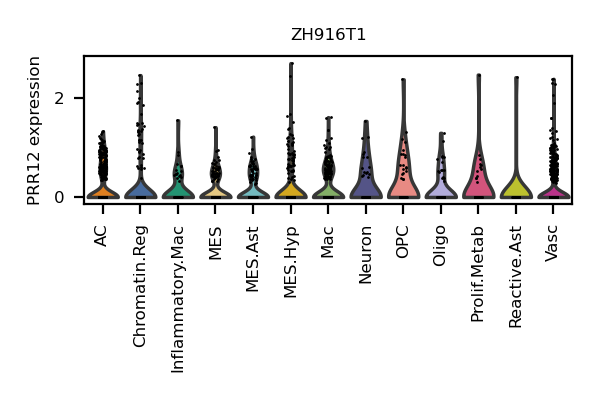 ZH916T1
PRR12 expression
2
0
AC
Chromatin.Reg
Inflammatory.Mac
MES
MES.Ast
MES.Hyp
Mac
Neuron
OPC
Oligo
Prolif.Metab
Reactive.Ast
Vasc